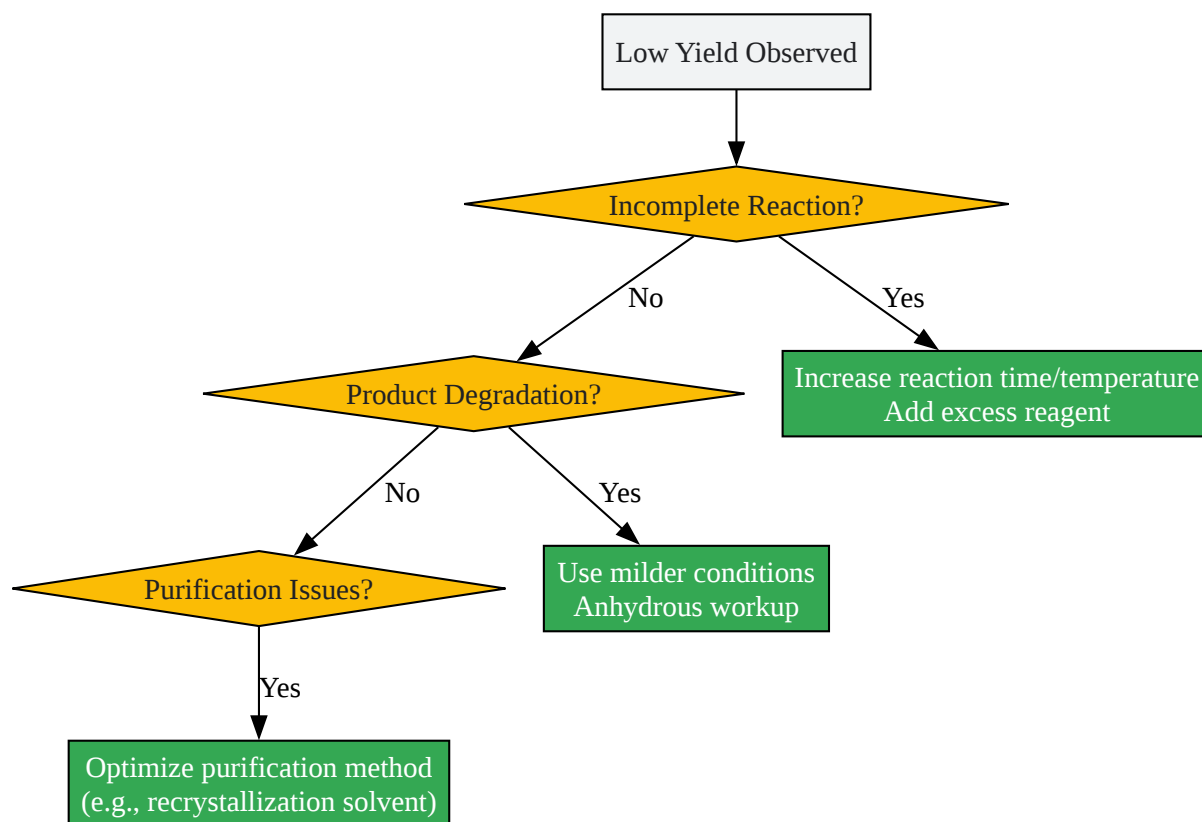 Low Yield Observed
Incomplete Reaction?
No
Yes
Increase reaction time/temperature
Add excess reagent
Product Degradation?
No
Yes
Use milder conditions
Anhydrous workup
Purification Issues?
Yes
Optimize purification method
(e.g., recrystallization solvent)